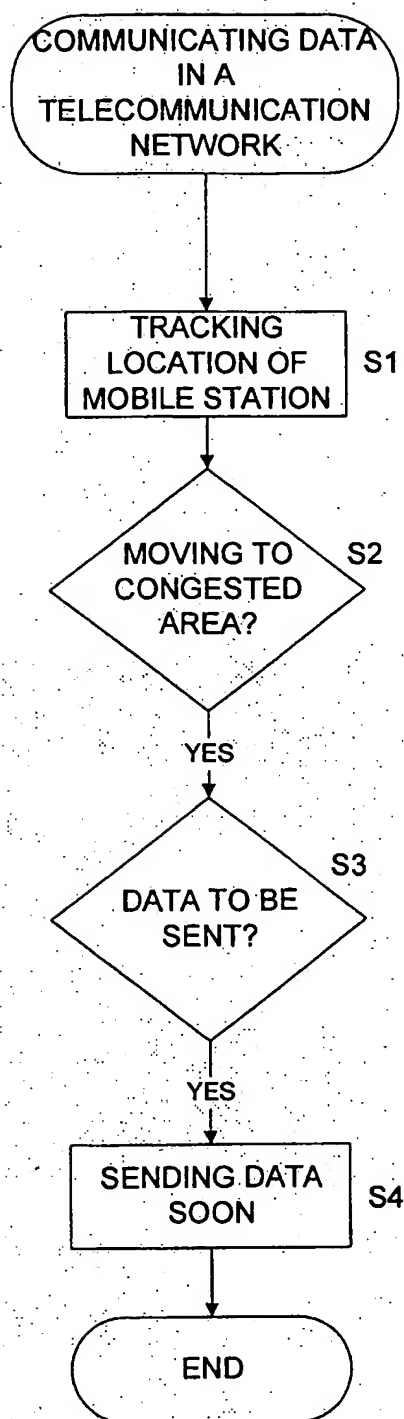 COMMUNICATING DATA
IN A
TELECOMMUNICATION
NETWORK
TRACKING
LOCATION OF
MOBILE STATION
S1
MOVING TO
CONGESTED
AREA?
S2
YES
DATA TO BE
SENT?
S3
YES
SENDING DATA
SOON
S4
END